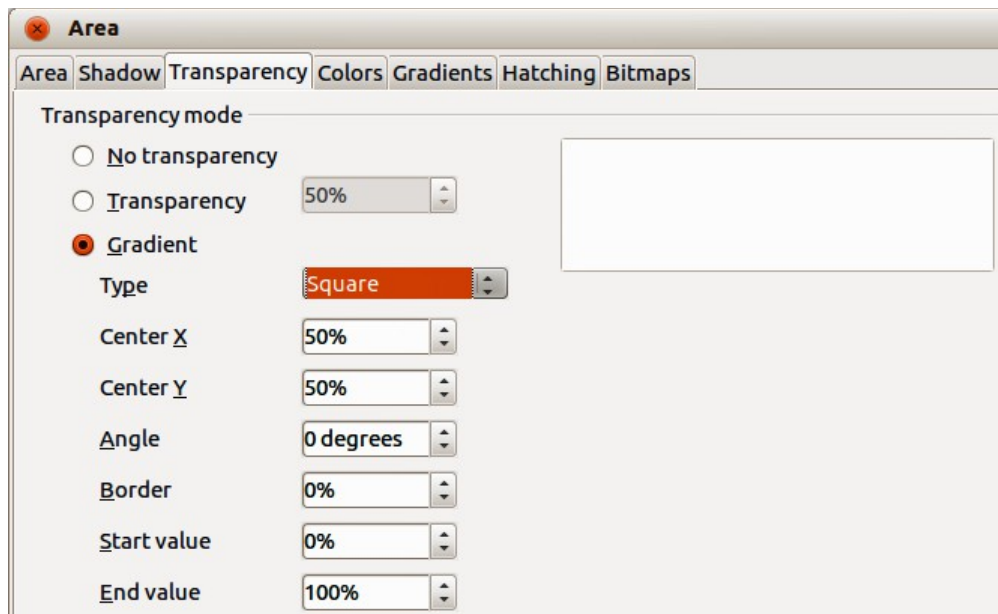 Area
Area Shadow Transparency Colors Gradients Hatching Bitmaps
Transparency mode
No transparency
Transparency 50%
Gradient
Type Square
Center X 50%
Center Y 50%
Angle 0 degrees
Border 0%
Start value 0%
End value 100%